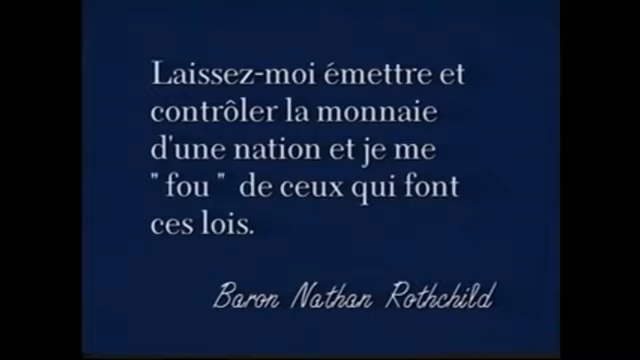 Laissez-moi émettre et
contrôler la monnaie
d'une nation et je me
" fou "  de ceux qui font
ces lois.
Baron Nathan Rothchild